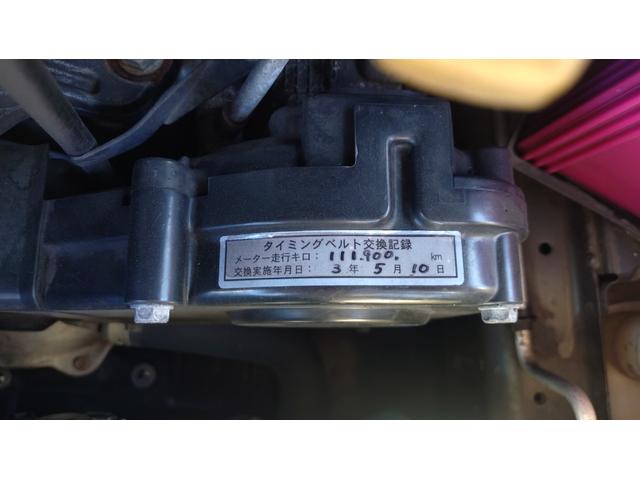 タイミングベルト交換記録
メーター走行キロ： 111.900. km
交換実施年月日： 3 年 5 月 10 日